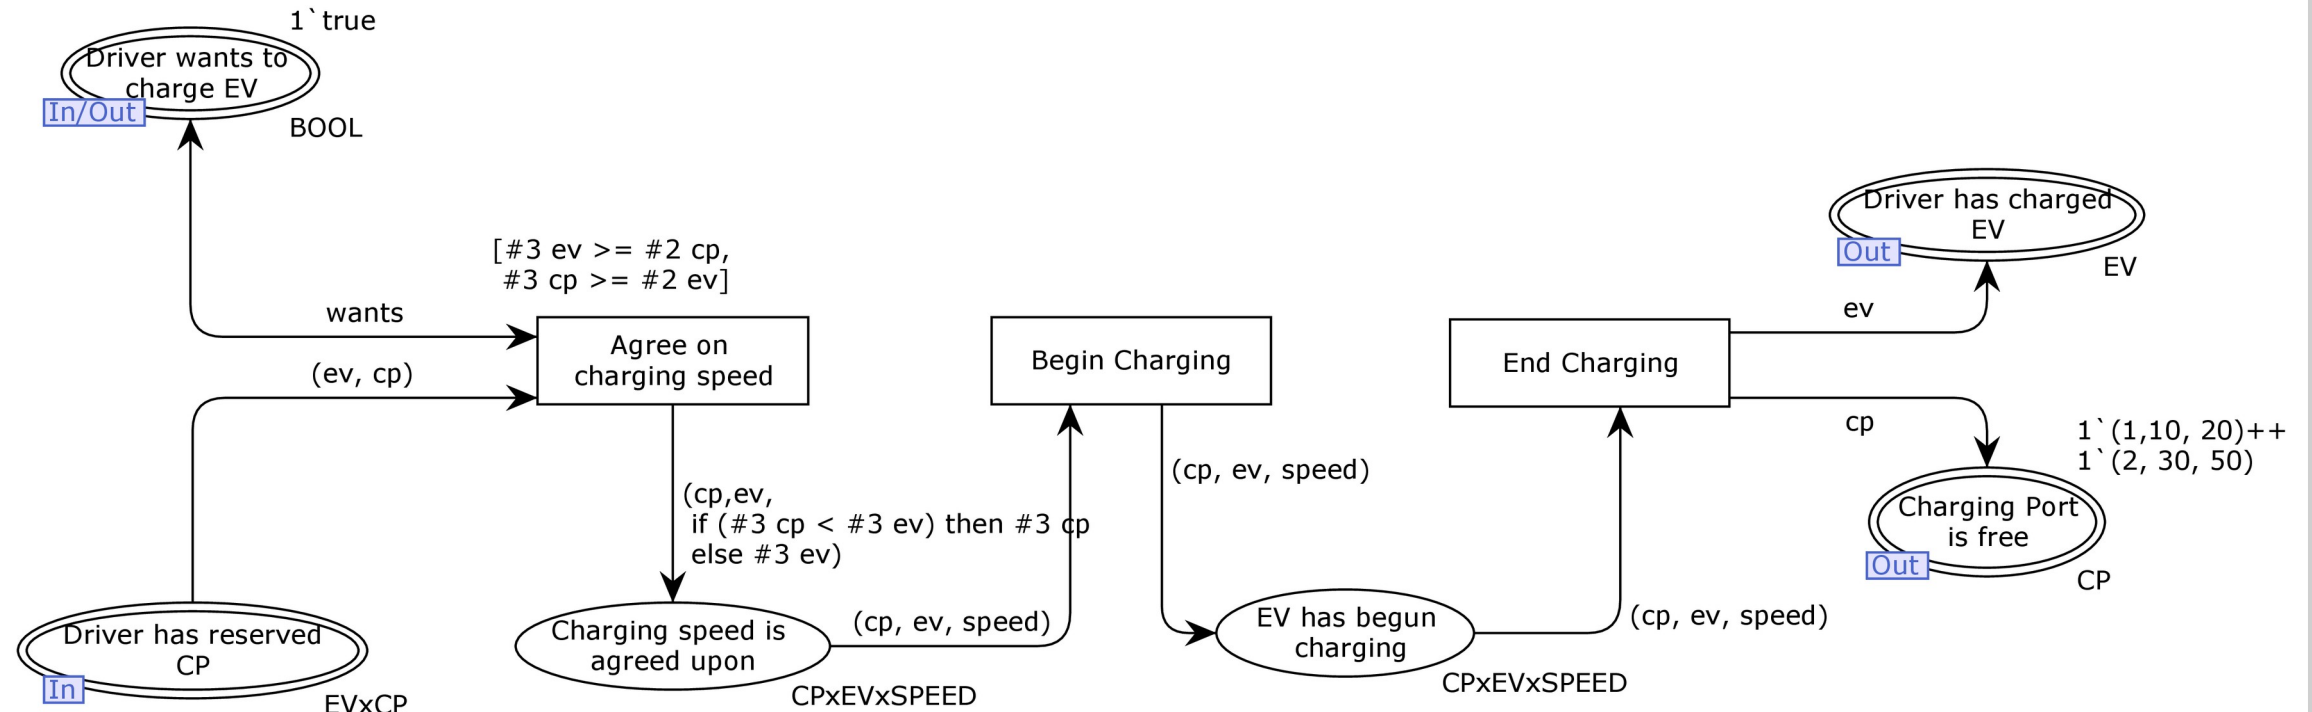 1`true
Driver wants to
charge EV
In/Out
BOOL
[#3 ev >= #2 cp,
#3 cp >= #2 ev]
wants
(ev, cp)
Agree on
charging speed
Begin Charging
End Charging
Driver has charged
EV
Out
EV
ev
cp
1`(1,10, 20)++
1`(2, 30, 50)
Charging Port
is free
Out
CP
(cp,ev,
if (#3 cp < #3 ev) then #3 cp
else #3 ev)
(cp, ev, speed)
Driver has reserved
CP
In
EVxCP
Charging speed is
agreed upon
CPxEVxSPEED
(cp, ev, speed)
EV has begun
charging
CPxEVxSPEED
(cp, ev, speed)